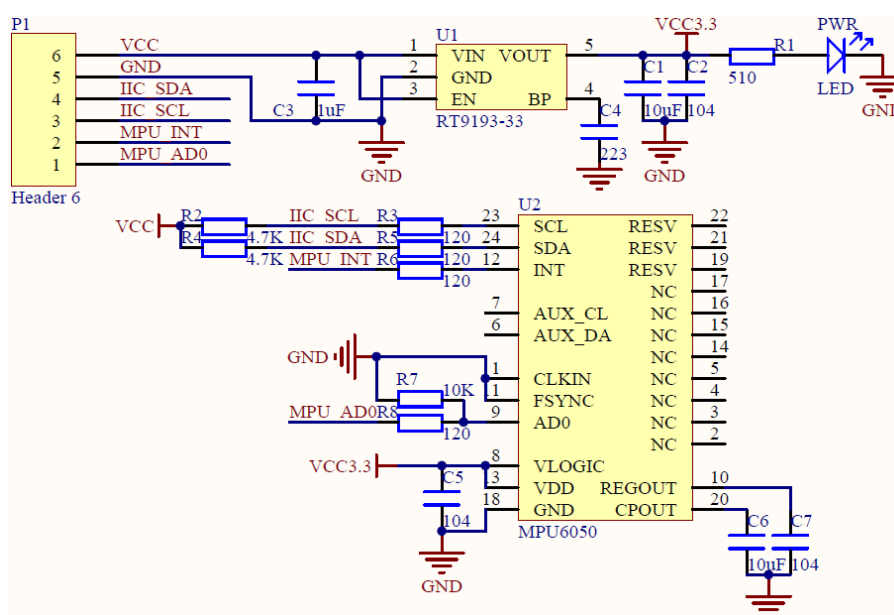 P1
U1
VCC3.3
PWR
6 VCC
5 GND
4 IIC_SDA
3 IIC_SCL
2 MPU_INT
1 MPU_AD0
Header 6
C3 1uF
1 VIN VOUT 5
2 GND
3 EN BP 4
RT9193-33
C4
223
GND
C1 C2
10uF 104
GND
R1
510
LED
GND
U2
VCC
R2 IIC_SCL R3 23 SCL RESV 22
R4 4.7K IIC_SDA R5 120 24 SDA RESV 21
4.7K MPU_INT R6 120 12 INT RESV 19
120
NC 17
7 AUX_CL NC 16
6 AUX_DA NC 15
GND
NC 14
R7
1 CLKIN NC 5
10K 11 FSYNC NC 4
MPU_AD0 R8 9 AD0 NC 3
120
NC 2
VCC3.3
8 VLOGIC
C5 13 VDD REGOUT 10
104 18 GND CPOUT 20
MPU6050
GND
C6 C7
10uF 104